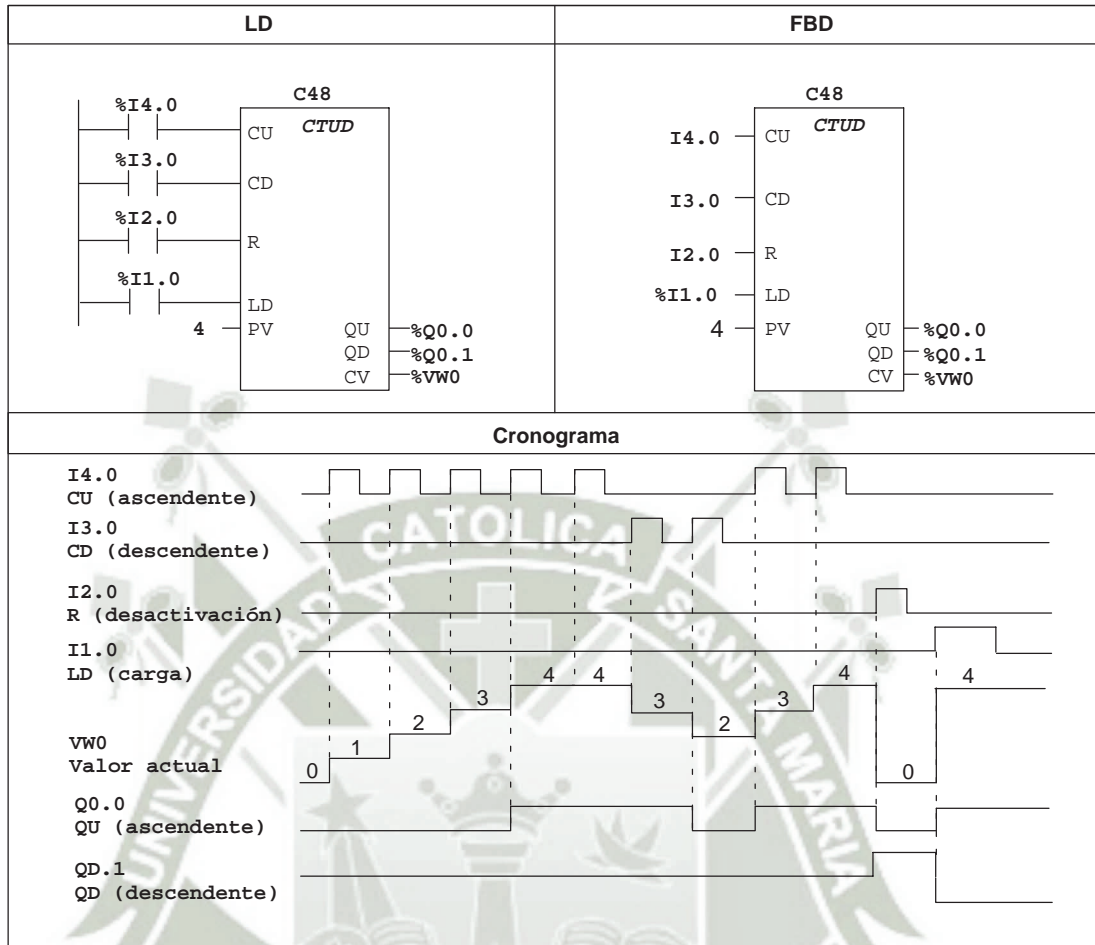 LD
FBD
C48
CTUD
%I4.0
CU
%I3.0
CD
%I2.0
R
%I1.0
LD
4
PV
QU
%Q0.0
QD
%Q0.1
CV
%VW0
C48
CTUD
I4.0
CU
I3.0
CD
I2.0
R
%I1.0
LD
4
PV
QU
%Q0.0
QD
%Q0.1
CV
%VW0
Cronograma
I4.0
CU (ascendente)
I3.0
CD (descendente)
I2.0
R (desactivación)
I1.0
LD (carga)
VW0
Valor actual
0
1
2
3
4
4
3
2
3
4
0
4
Q0.0
QU (ascendente)
QD.1
QD (descendente)
UNIVERSIDAD
CATOLICA
SANTA MARIA